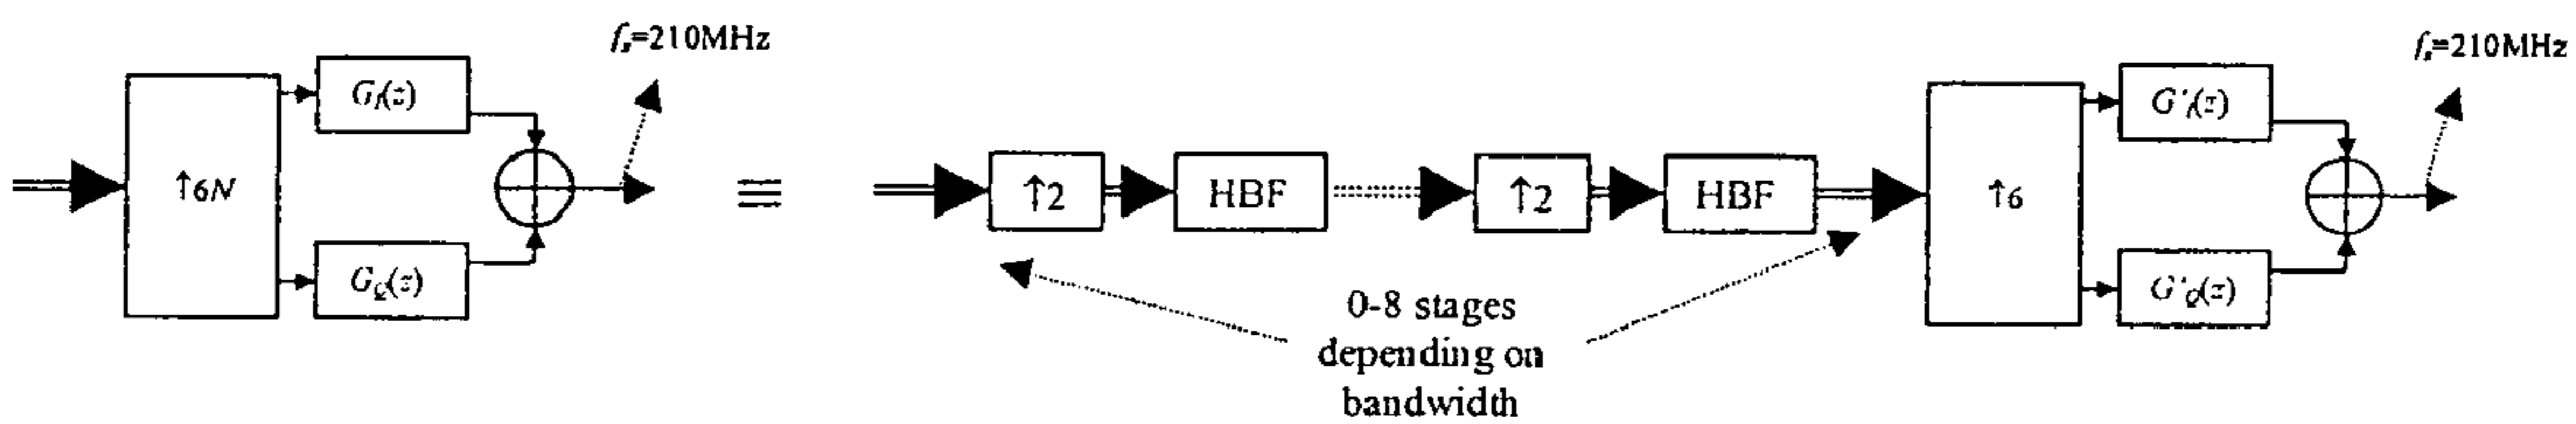 fs=210MHz
GI(z)
↑6N
GQ(z)
≡
↑2
HBF
↑2
HBF
0-8 stages
depending on
bandwidth
↑6
G'I(z)
G'Q(z)
fs=210MHz